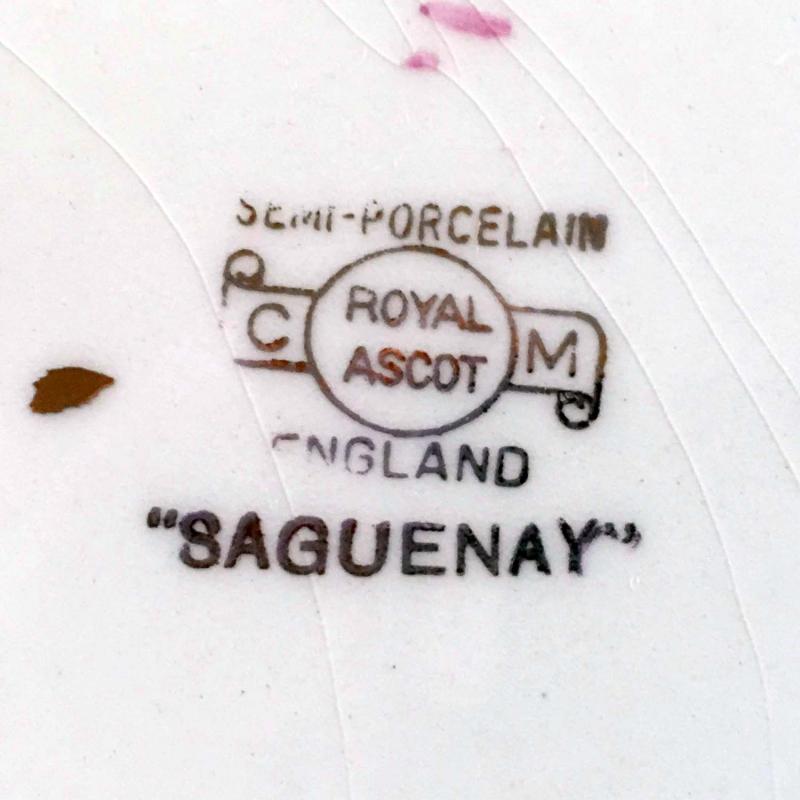 SEMI-PORCELAIN
C ROYAL M
ASCOT
ENGLAND
“SAGUENAY”